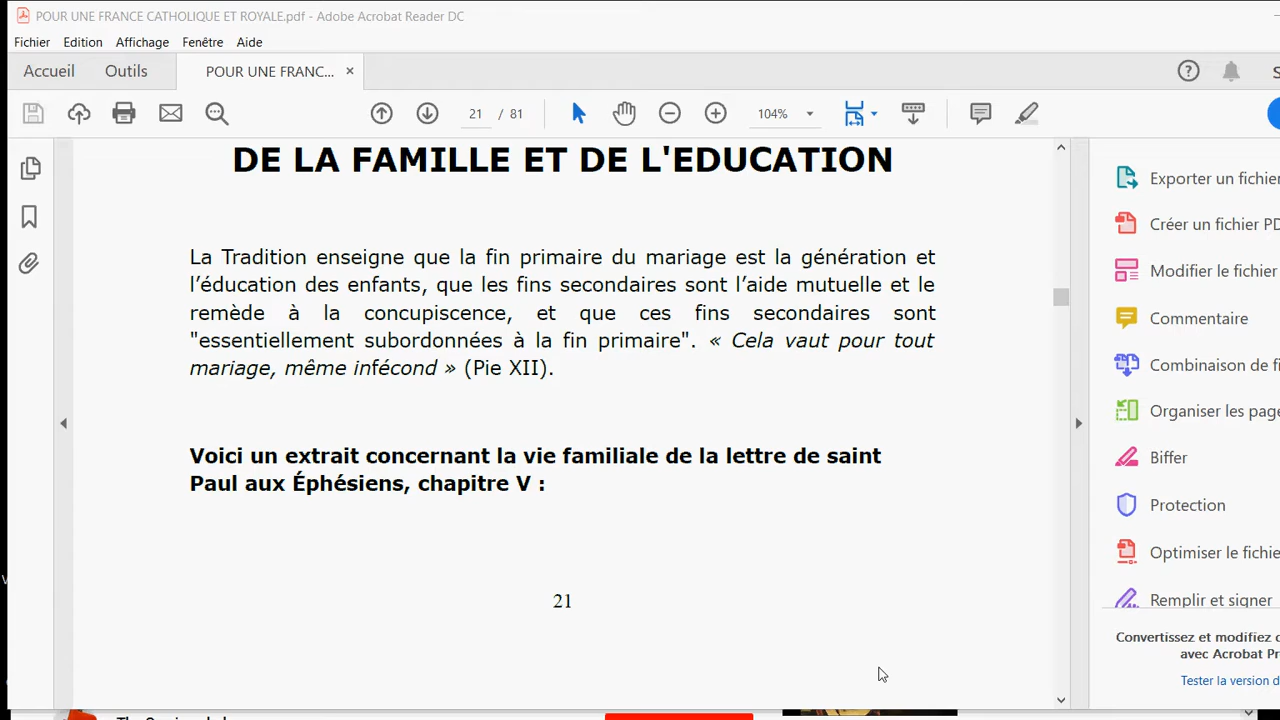 POUR UNE FRANCE CATHOLIQUE ET ROYALE.pdf - Adobe Acrobat Reader DC
Fichier Edition Affichage Fenêtre Aide
Accueil Outils POUR UNE FRANC... ×
21 / 81 104%
DE LA FAMILLE ET DE L'EDUCATION
La Tradition enseigne que la fin primaire du mariage est la génération et
l’éducation des enfants, que les fins secondaires sont l’aide mutuelle et le
remède à la concupiscence, et que ces fins secondaires sont
"essentiellement subordonnées à la fin primaire". « Cela vaut pour tout
mariage, même infécond » (Pie XII).
Voici un extrait concernant la vie familiale de la lettre de saint
Paul aux Éphésiens, chapitre V :
21
Exporter un fichier
Créer un fichier PD
Modifier le fichier
Commentaire
Combinaison de fi
Organiser les page
Biffer
Protection
Optimiser le fichie
Remplir et signer
Convertissez et modifiez d
avec Acrobat Pr
Tester la version d